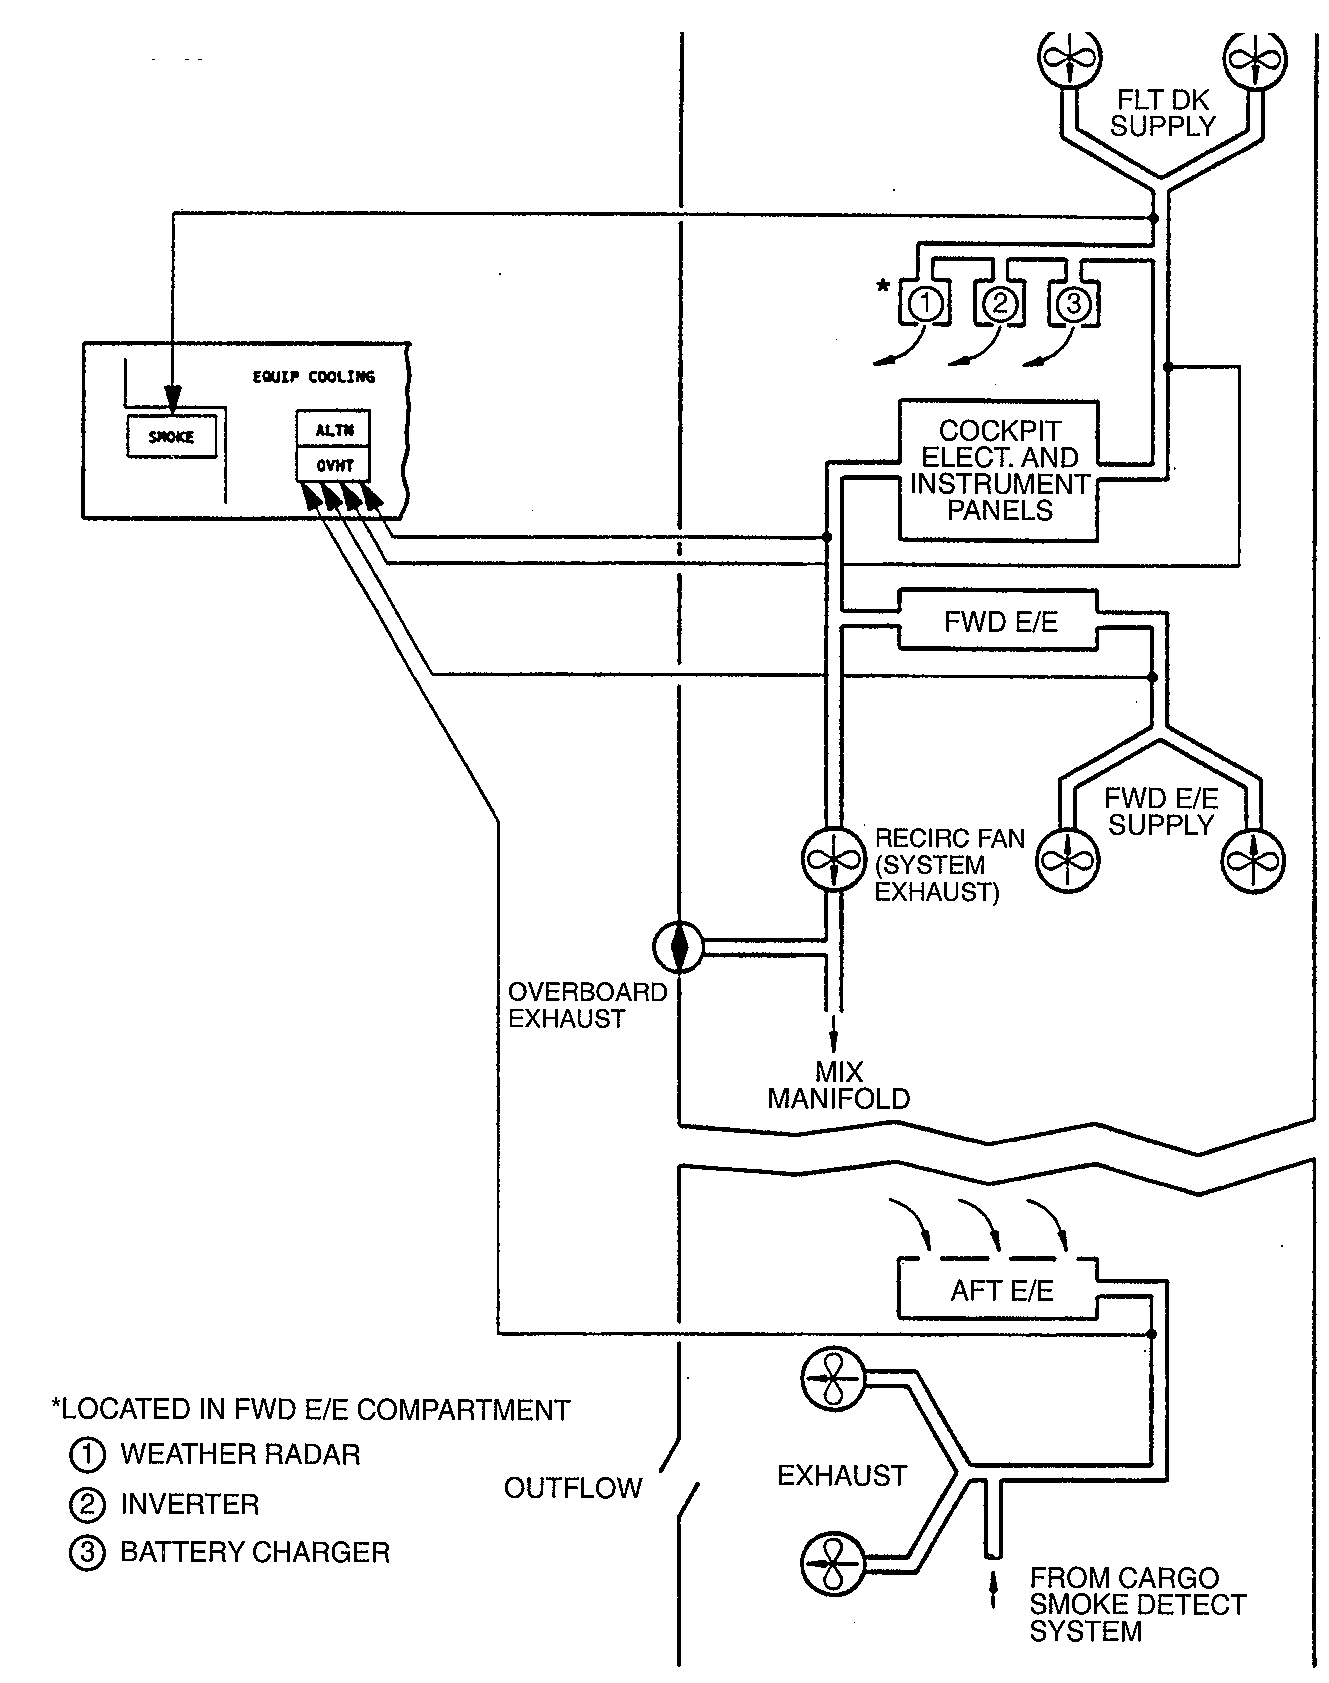 FLT DK
SUPPLY
*
1
2
3
EQUIP COOLING
SMOKE
ALTN
OVHT
COCKPIT
ELECT. AND
INSTRUMENT
PANELS
FWD E/E
FWD E/E
SUPPLY
RECIRC FAN
(SYSTEM
EXHAUST)
OVERBOARD
EXHAUST
MIX
MANIFOLD
AFT E/E
*LOCATED IN FWD E/E COMPARTMENT
1 WEATHER RADAR
2 INVERTER
3 BATTERY CHARGER
OUTFLOW
EXHAUST
FROM CARGO
SMOKE DETECT
SYSTEM